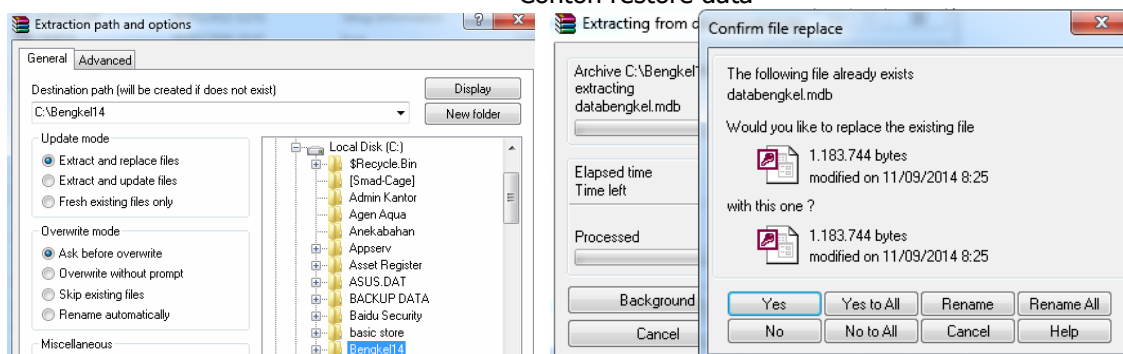 Contoh restore data
Extraction path and options
General Advanced
Destination path (will be created if does not exist)
Display
C:\Bengkel14
New folder
Update mode
Extract and replace files
Extract and update files
Fresh existing files only
Overwrite mode
Ask before overwrite
Overwrite without prompt
Skip existing files
Rename automatically
Miscellaneous
Local Disk (C:)
$Recycle.Bin
[Smad-Cage]
Admin Kantor
Agen Aqua
Anekabahan
Appserv
Asset Register
ASUS.DAT
BACKUP DATA
Baidu Security
basic store
Bengkel14
Extracting from d
Archive C:\Bengkel
extracting
databengkel.mdb
Elapsed time
Time left
Processed
Background
Cancel
Confirm file replace
The following file already exists
databengkel.mdb
Would you like to replace the existing file
1.183.744 bytes
modified on 11/09/2014 8:25
with this one ?
1.183.744 bytes
modified on 11/09/2014 8:25
Yes Yes to All Rename Rename All
No No to All Cancel Help